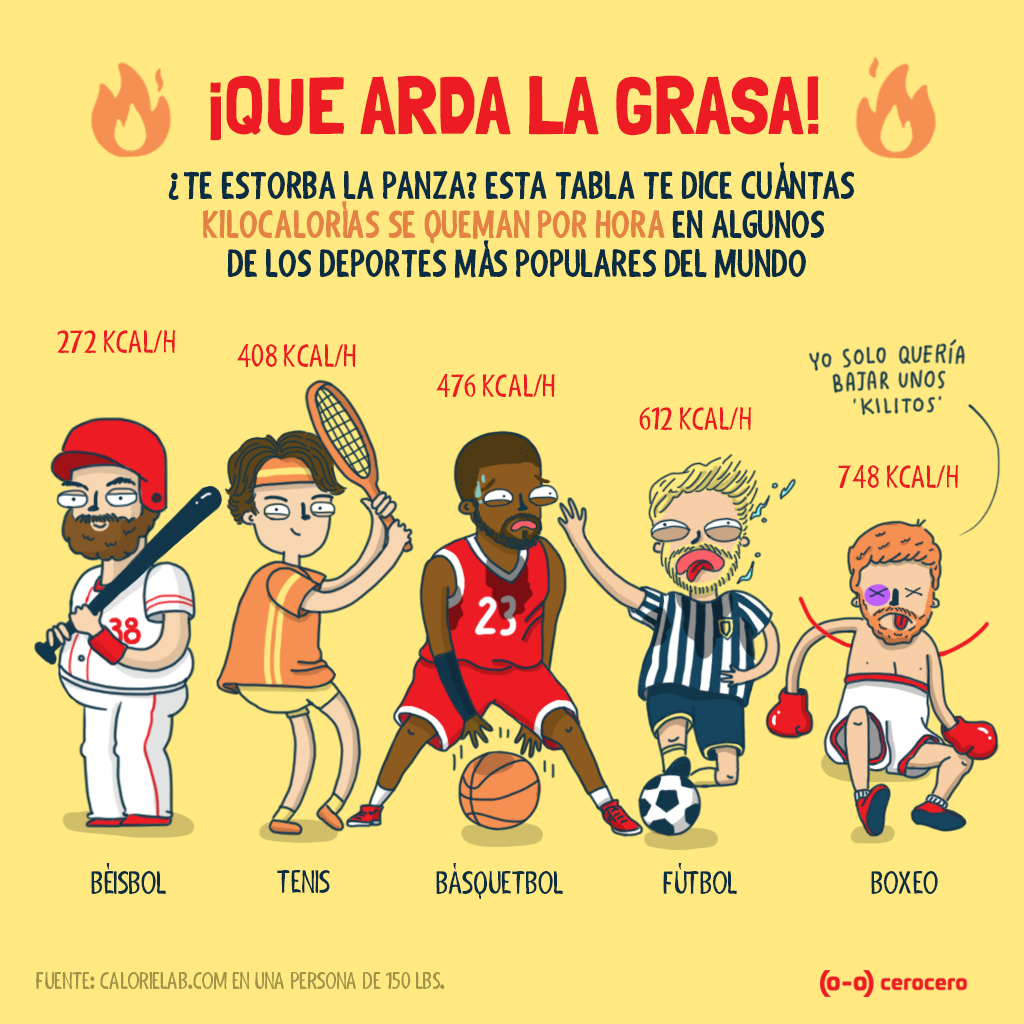 ¡QUE ARDA LA GRASA!
¿TE ESTORBA LA PANZA? ESTA TABLA TE DICE CUÁNTAS
KILOCALORÍAS SE QUEMAN POR HORA EN ALGUNOS
DE LOS DEPORTES MÁS POPULARES DEL MUNDO
272 KCAL/H
408 KCAL/H
476 KCAL/H
612 KCAL/H
748 KCAL/H
YO SOLO QUERÍA
BAJAR UNOS
'KILITOS'
38
23
BÉISBOL
TENIS
BÁSQUETBOL
FÚTBOL
BOXEO
FUENTE: CALORIELAB.COM EN UNA PERSONA DE 150 LBS.
(o-o) cerocero